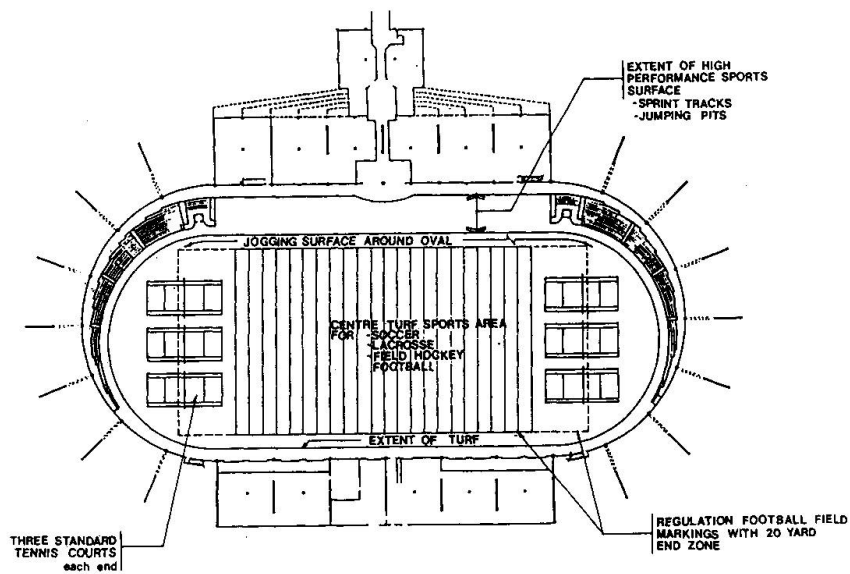 EXTENT OF HIGH
PERFORMANCE SPORTS
SURFACE
-SPRINT TRACKS
-JUMPING PITS
JOGGING SURFACE AROUND OVAL
CENTRE TURF SPORTS AREA
FOR -SOCCER
-LACROSSE
-FIELD HOCKEY
FOOTBALL
EXTENT OF TURF
THREE STANDARD
TENNIS COURTS
each end
REGULATION FOOTBALL FIELD
MARKINGS WITH 20 YARD
END ZONE